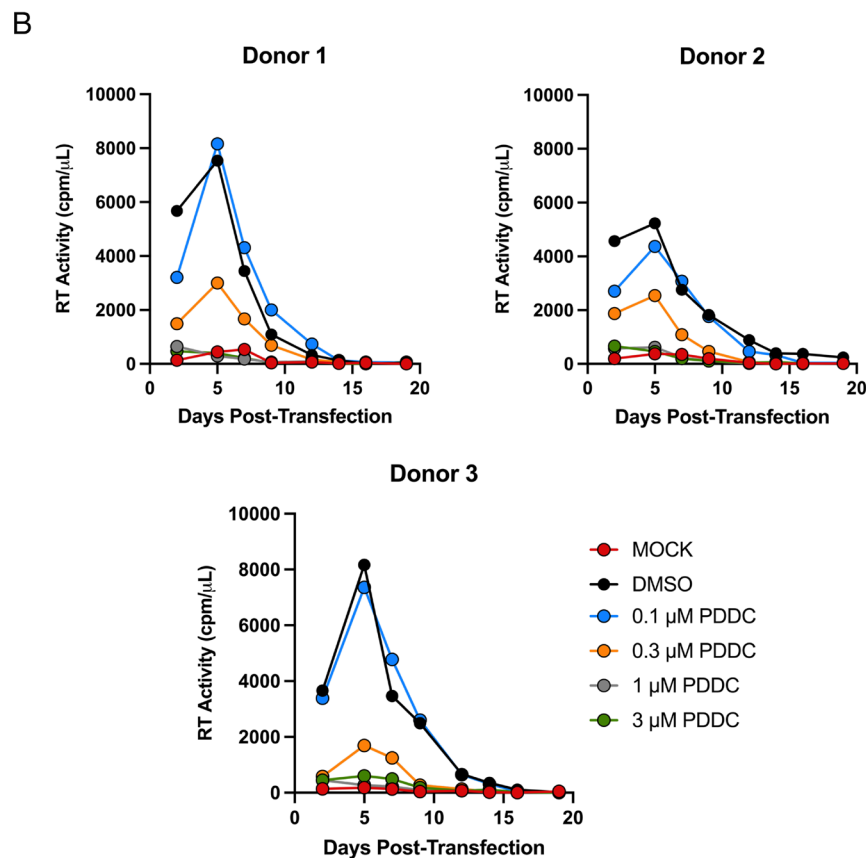 B
Donor 1
10000
8000
6000
4000
2000
0
RT Activity (cpm/μL)
0 5 10 15 20
Days Post-Transfection
Donor 2
10000
8000
6000
4000
2000
0
RT Activity (cpm/μL)
0 5 10 15 20
Days Post-Transfection
Donor 3
10000
8000
6000
4000
2000
0
RT Activity (cpm/μL)
0 5 10 15 20
Days Post-Transfection
MOCK
DMSO
0.1 μM PDDC
0.3 μM PDDC
1 μM PDDC
3 μM PDDC